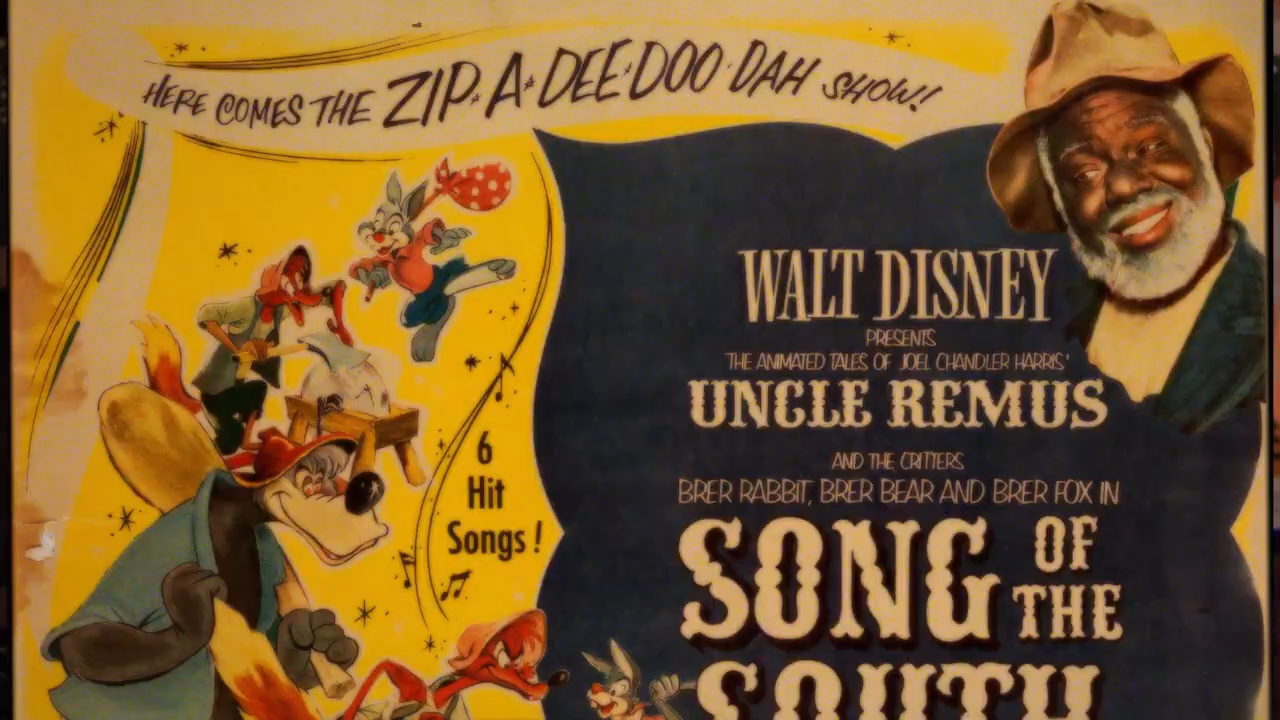 HERE COMES THE ZIP-A-DEE-DOO-DAH SHOW!
6
Hit
Songs!
WALT DISNEY
PRESENTS
THE ANIMATED TALES OF JOEL CHANDLER HARRIS'
UNCLE REMUS
AND THE CRITTERS
BRER RABBIT, BRER BEAR AND BRER FOX IN
SONG OF
THE
SOUTH